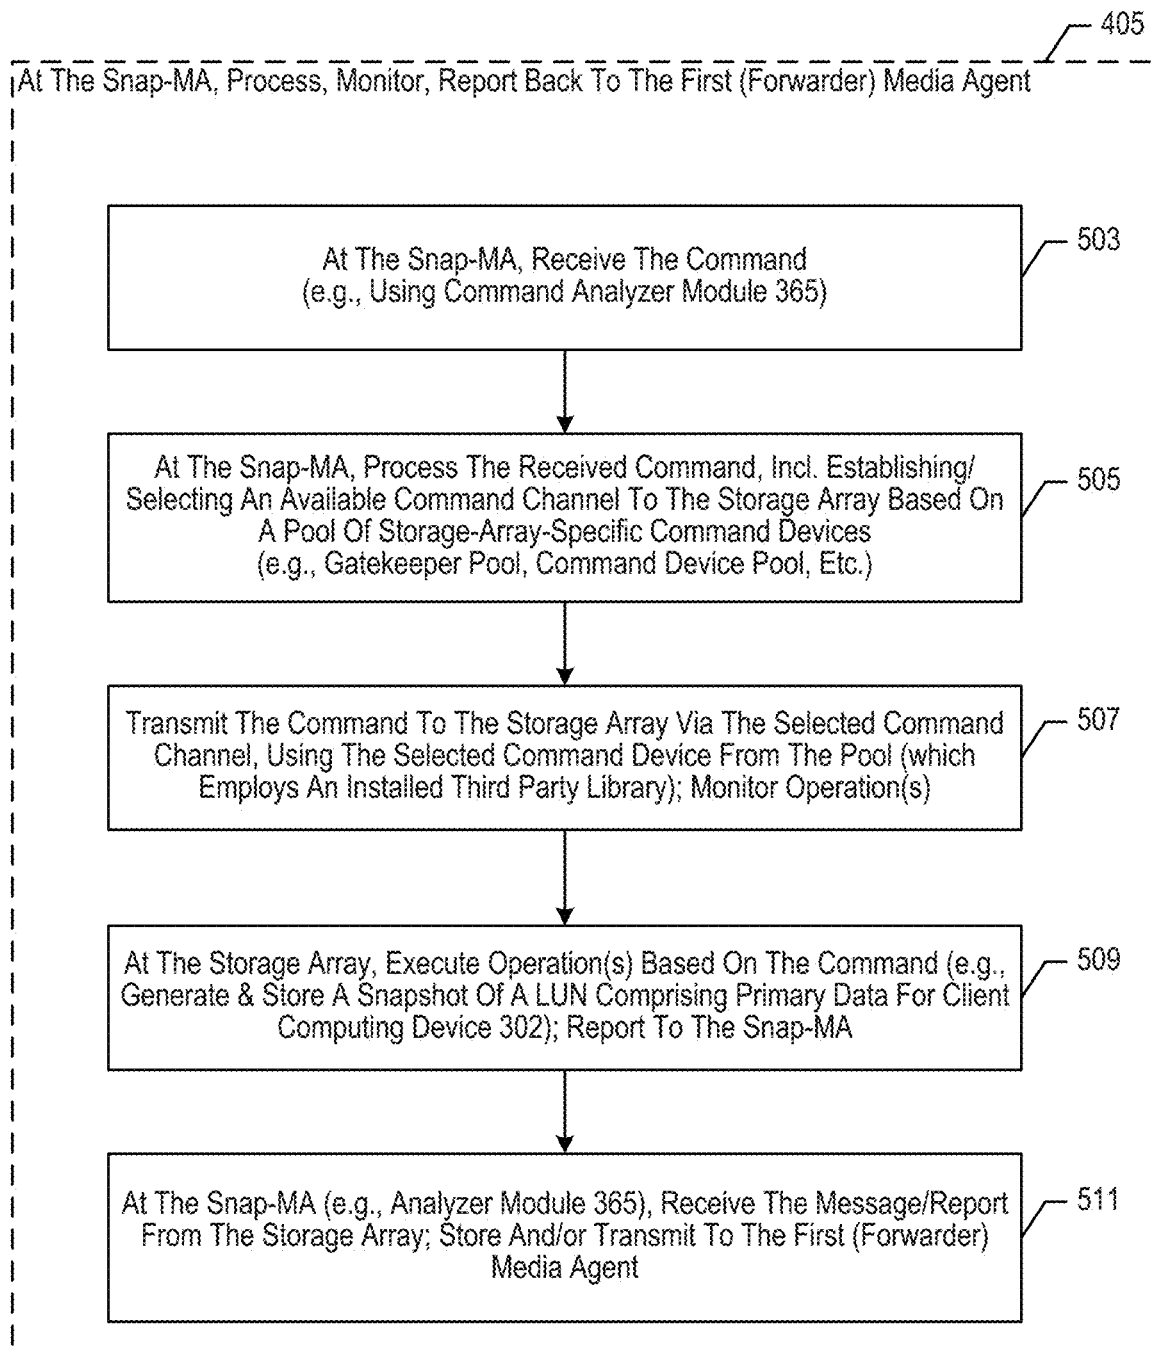 405
At The Snap-MA, Process, Monitor, Report Back To The First (Forwarder) Media Agent
503
At The Snap-MA, Receive The Command
(e.g., Using Command Analyzer Module 365)
505
At The Snap-MA, Process The Received Command, Incl. Establishing/
Selecting An Available Command Channel To The Storage Array Based On
A Pool Of Storage-Array-Specific Command Devices
(e.g., Gatekeeper Pool, Command Device Pool, Etc.)
507
Transmit The Command To The Storage Array Via The Selected Command
Channel, Using The Selected Command Device From The Pool (which
Employs An Installed Third Party Library); Monitor Operation(s)
509
At The Storage Array, Execute Operation(s) Based On The Command (e.g.,
Generate & Store A Snapshot Of A LUN Comprising Primary Data For Client
Computing Device 302); Report To The Snap-MA
511
At The Snap-MA (e.g., Analyzer Module 365), Receive The Message/Report
From The Storage Array; Store And/or Transmit To The First (Forwarder)
Media Agent